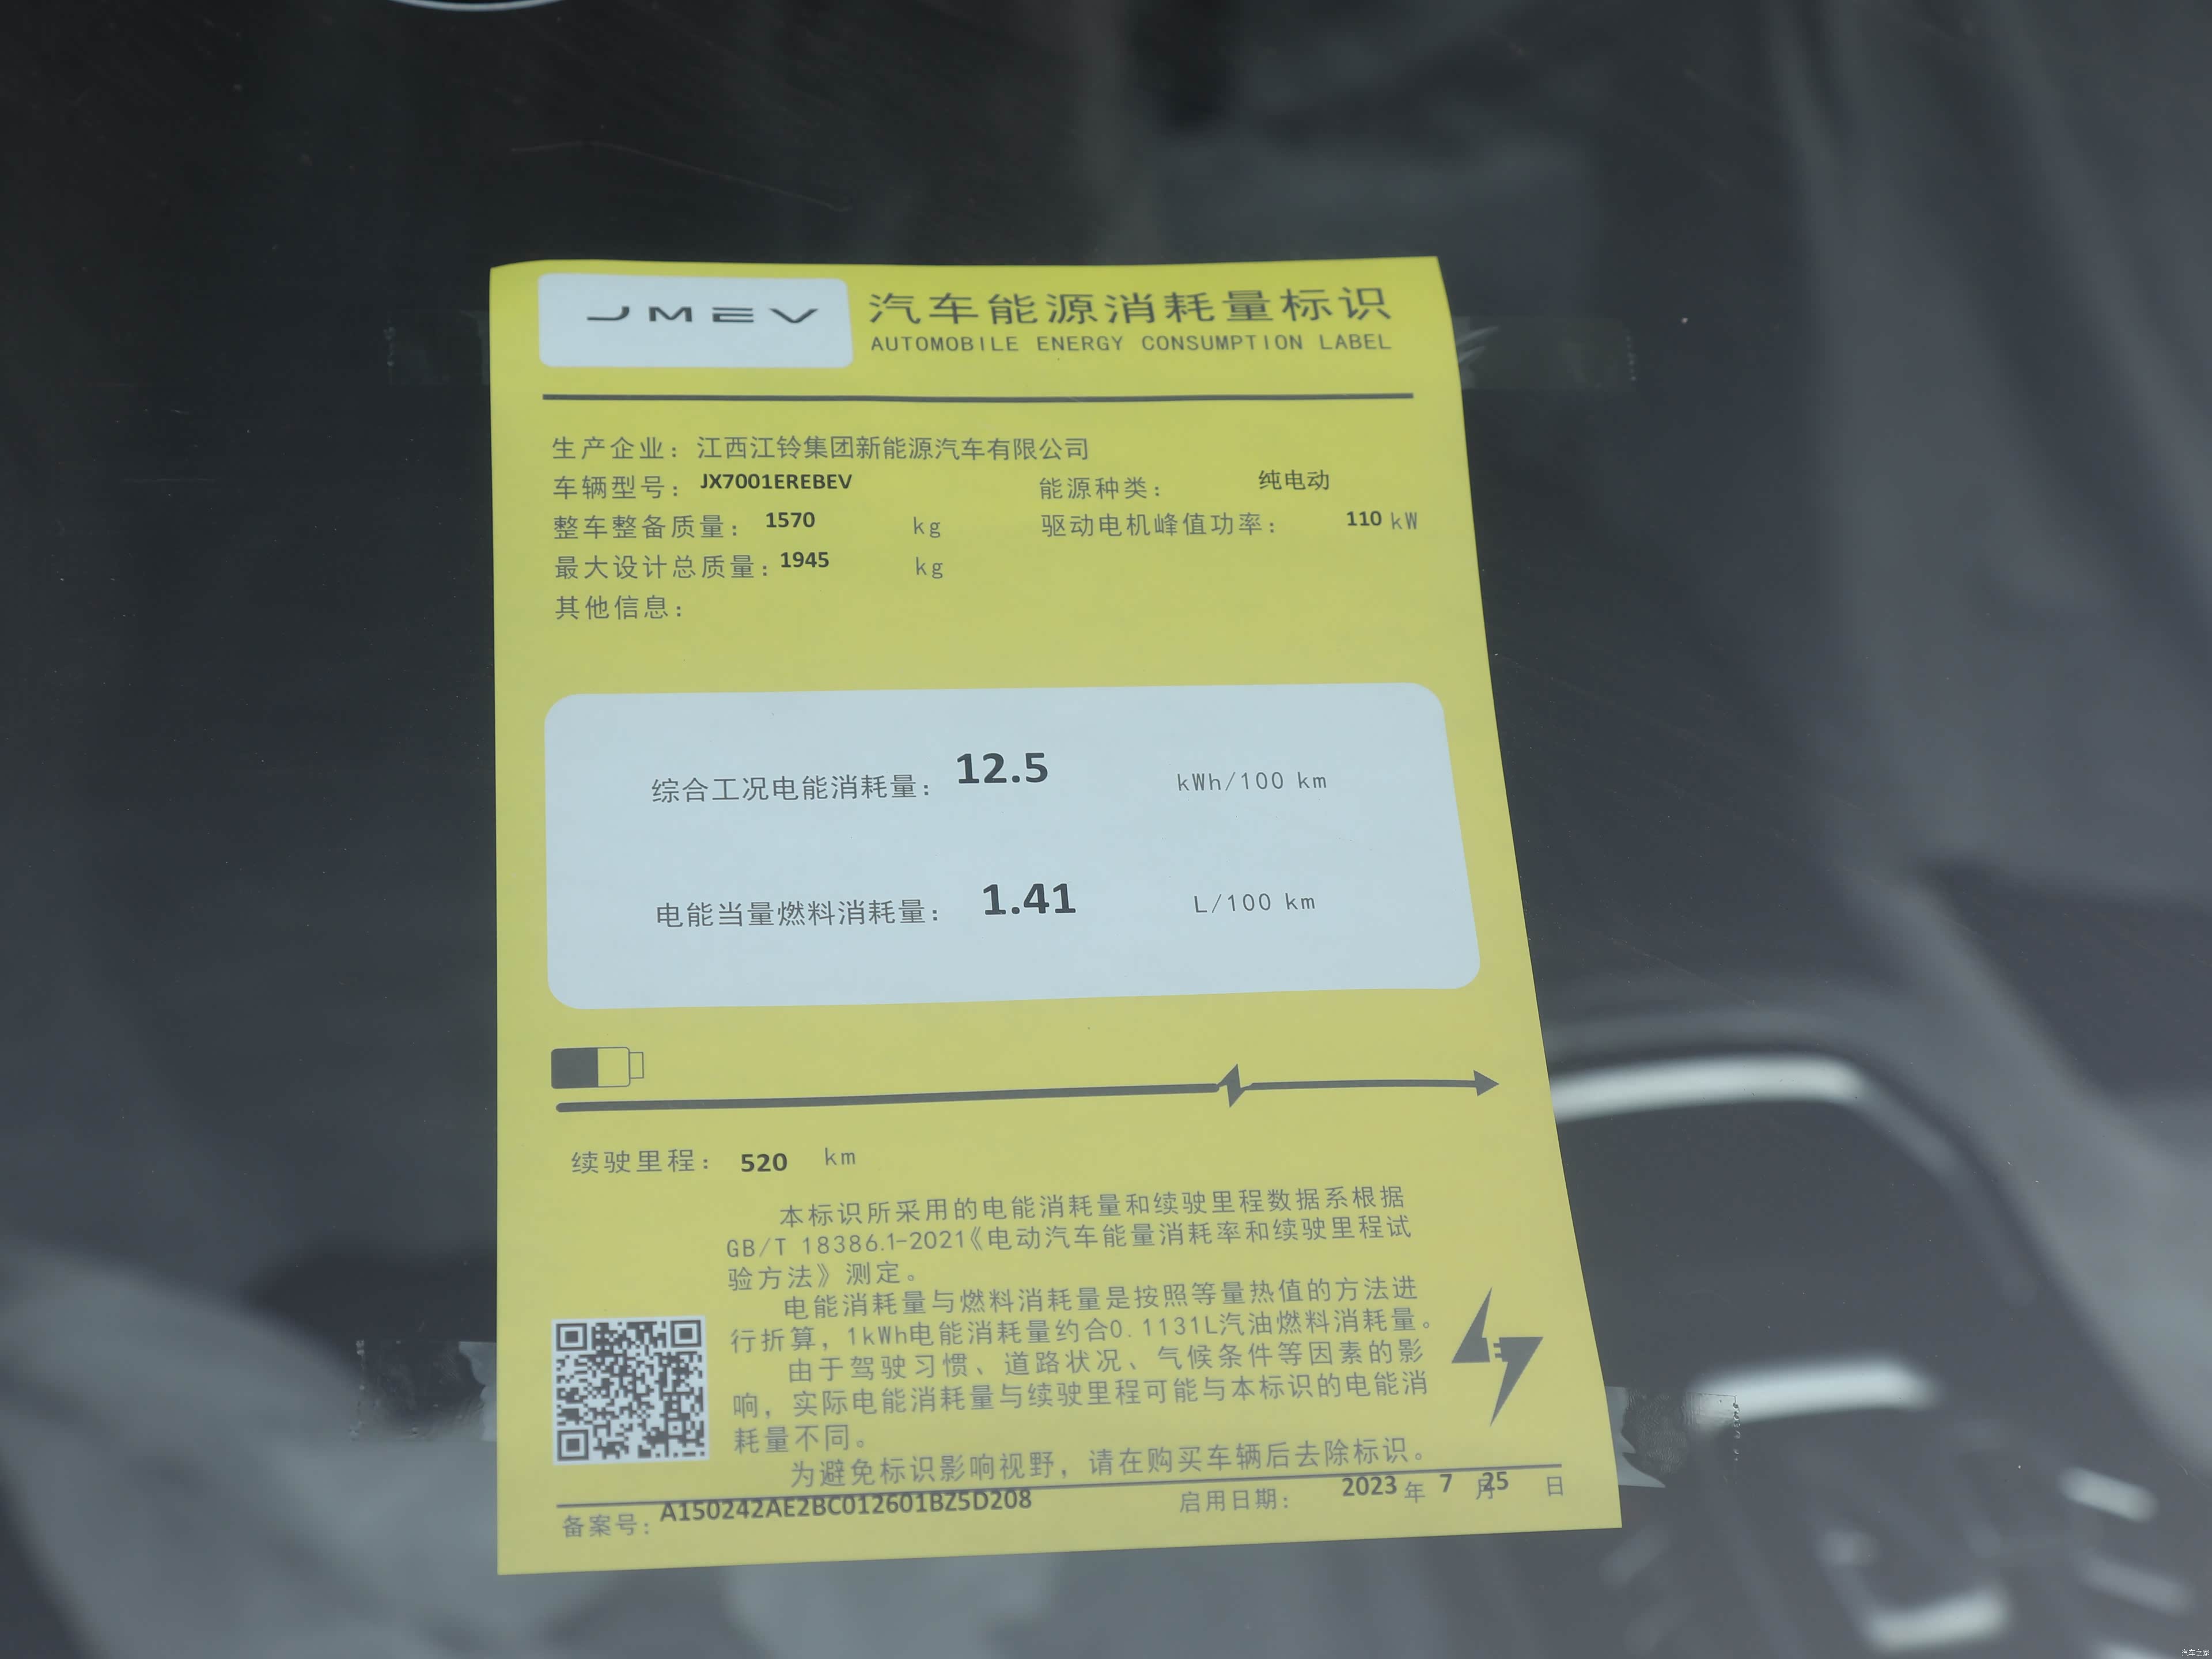 JMEV
汽车能源消耗量标识
AUTOMOBILE ENERGY CONSUMPTION LABEL
生产企业：江西江铃集团新能源汽车有限公司
车辆型号：JX7001EREBEV 能源种类：纯电动
整车整备质量：1570 kg 驱动电机峰值功率：110 kW
最大设计总质量：1945 kg
其他信息：
综合工况电能消耗量：12.5 kWh/100 km
电能当量燃料消耗量：1.41 L/100 km
续驶里程：520 km
本标识所采用的电能消耗量和续驶里程数据系根据
GB/T 18386.1-2021《电动汽车能量消耗率和续驶里程试
验方法》测定。
电能消耗量与燃料消耗量是按照等量热值的方法进
行折算，1kWh电能消耗量约合0.1131L汽油燃料消耗量。
由于驾驶习惯、道路状况、气候条件等因素的影
响，实际电能消耗量与续驶里程可能与本标识的电能消
耗量不同。
为避免标识影响视野，请在购买车辆后去除标识。
备案号：A150242AE2BC012601BZ5D208 启用日期：2023年7月25日
汽车之家